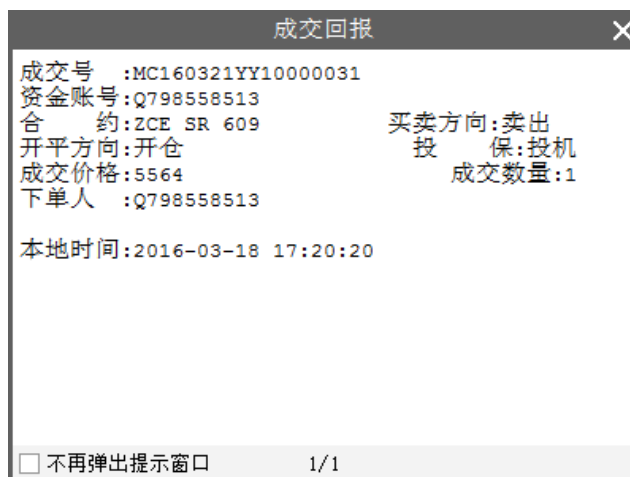 成交回报
成交号 :MC160321YY10000031
资金账号:Q798558513
合 约:ZCE SR 609 买卖方向:卖出
开平方向:开仓 投 保:投机
成交价格:5564 成交数量:1
下单人 :Q798558513
本地时间:2016-03-18 17:20:20
不再弹出提示窗口 1/1